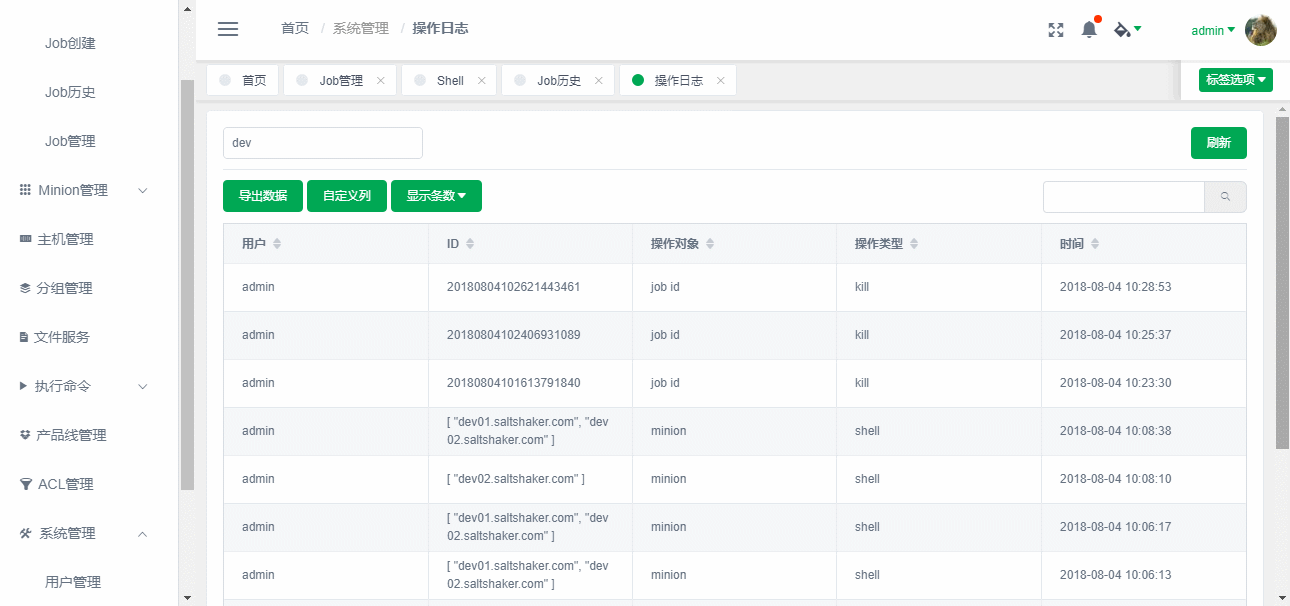 Job创建
Job历史
Job管理
Minion管理
主机管理
分组管理
文件服务
执行命令
产品线管理
ACL管理
系统管理
用户管理
首页 / 系统管理 / 操作日志
admin
首页 Job管理 Shell Job历史 操作日志
标签选项
dev
刷新
导出数据 自定义列 显示条数
用户 ID 操作对象 操作类型 时间
admin 20180804102621443461 job id kill 2018-08-04 10:28:53
admin 20180804102406931089 job id kill 2018-08-04 10:25:37
admin 20180804101613791840 job id kill 2018-08-04 10:23:30
admin [ "dev01.saltshaker.com", "dev
02.saltshaker.com" ] minion shell 2018-08-04 10:08:38
admin [ "dev02.saltshaker.com" ] minion shell 2018-08-04 10:08:10
admin [ "dev01.saltshaker.com", "dev
02.saltshaker.com" ] minion shell 2018-08-04 10:06:17
admin [ "dev01.saltshaker.com", "dev
02.saltshaker.com" ] minion shell 2018-08-04 10:06:13